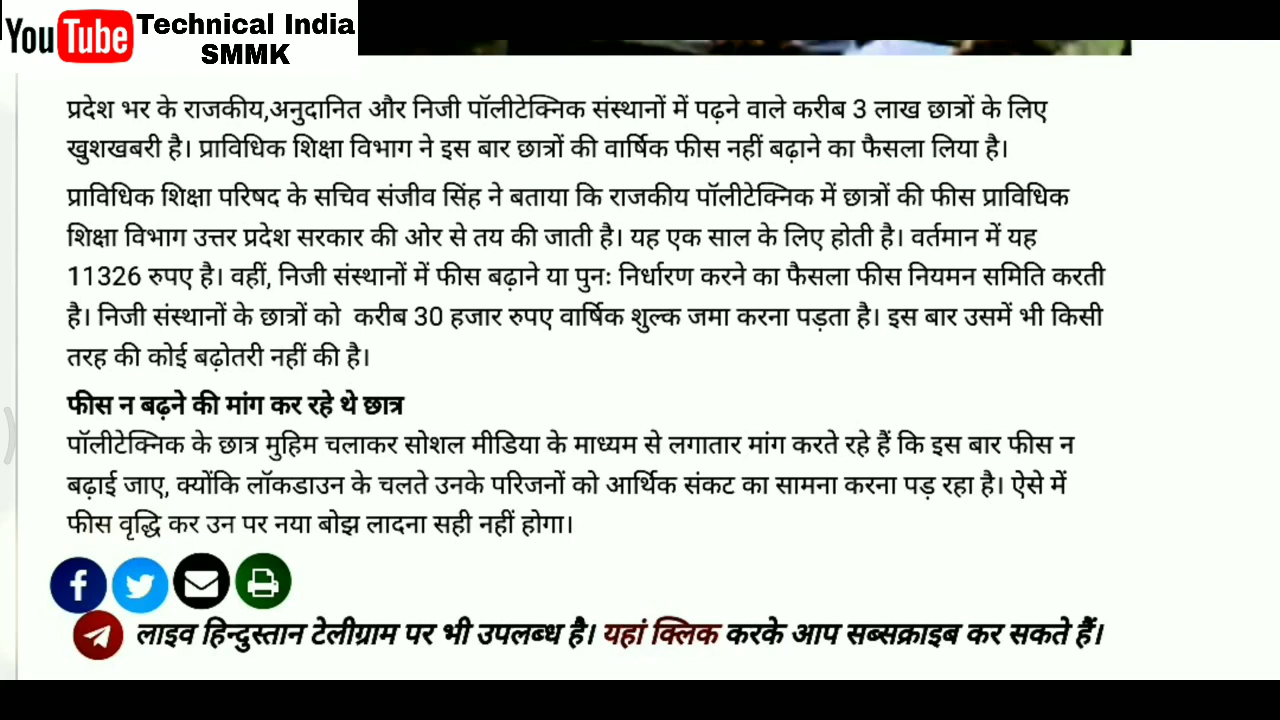 YouTube Technical India
SMMK
प्रदेश भर के राजकीय,अनुदानित और निजी पॉलीटेक्निक संस्थानों में पढ़ने वाले करीब 3 लाख छात्रों के लिए
खुशखबरी है। प्राविधिक शिक्षा विभाग ने इस बार छात्रों की वार्षिक फीस नहीं बढ़ाने का फैसला लिया है।
प्राविधिक शिक्षा परिषद के सचिव संजीव सिंह ने बताया कि राजकीय पॉलीटेक्निक में छात्रों की फीस प्राविधिक
शिक्षा विभाग उत्तर प्रदेश सरकार की ओर से तय की जाती है। यह एक साल के लिए होती है। वर्तमान में यह
11326 रुपए है। वहीं, निजी संस्थानों में फीस बढ़ाने या पुनः निर्धारण करने का फैसला फीस नियमन समिति करती
है। निजी संस्थानों के छात्रों को करीब 30 हजार रुपए वार्षिक शुल्क जमा करना पड़ता है। इस बार उसमें भी किसी
तरह की कोई बढ़ोतरी नहीं की है।
फीस न बढ़ने की मांग कर रहे थे छात्र
पॉलीटेक्निक के छात्र मुहिम चलाकर सोशल मीडिया के माध्यम से लगातार मांग करते रहे हैं कि इस बार फीस न
बढ़ाई जाए, क्योंकि लॉकडाउन के चलते उनके परिजनों को आर्थिक संकट का सामना करना पड़ रहा है। ऐसे में
फीस वृद्धि कर उन पर नया बोझ लादना सही नहीं होगा।
लाइव हिन्दुस्तान टेलीग्राम पर भी उपलब्ध है। यहां क्लिक करके आप सब्सक्राइब कर सकते हैं।